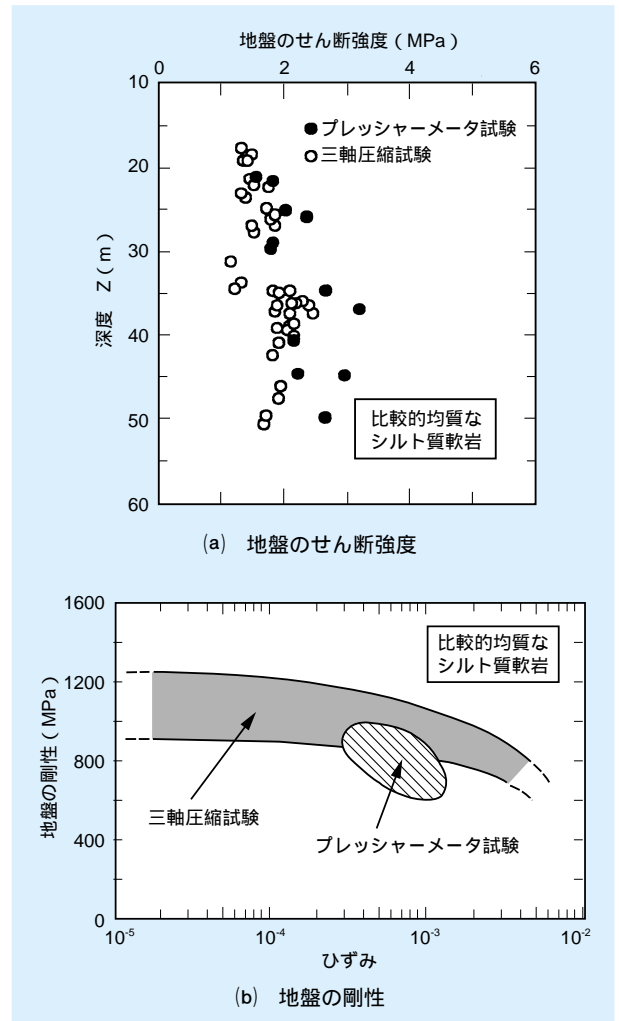 地盤のせん断強度(MPa)
0 2 4 6
10
20
30
40
50
60
深度 Z(m)
プレッシャーメータ試験
三軸圧縮試験
比較的均質な
シルト質軟岩
(a) 地盤のせん断強度
1600
1200
800
400
0
地盤の剛性(MPa)
比較的均質な
シルト質軟岩
三軸圧縮試験
プレッシャーメータ試験
10-5 10-4 10-3 10-2
ひずみ
(b) 地盤の剛性